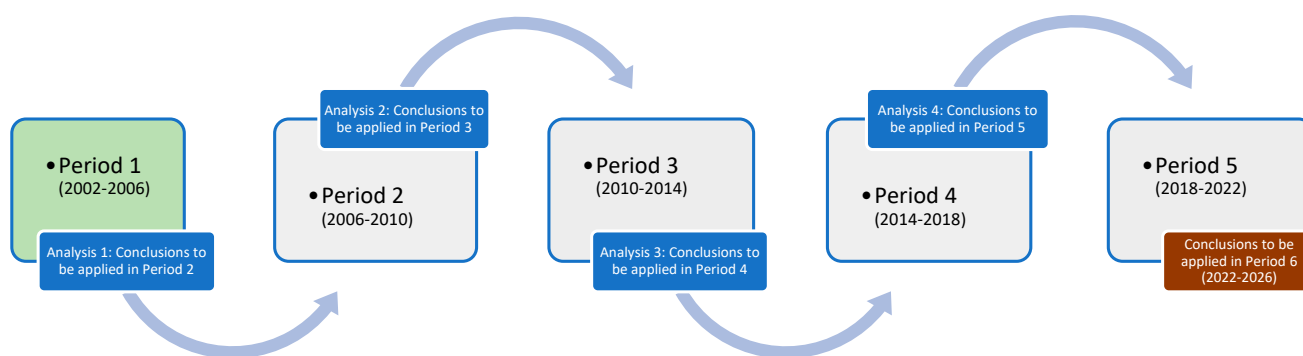 •Period 1
(2002-2006)
Analysis 1: Conclusions to
be applied in Period 2
Analysis 2: Conclusions to
be applied in Period 3
•Period 2
(2006-2010)
•Period 3
(2010-2014)
Analysis 3: Conclusions to
be applied in Period 4
Analysis 4: Conclusions to
be applied in Period 5
•Period 4
(2014-2018)
•Period 5
(2018-2022)
Conclusions to be
applied in Period 6
(2022-2026)